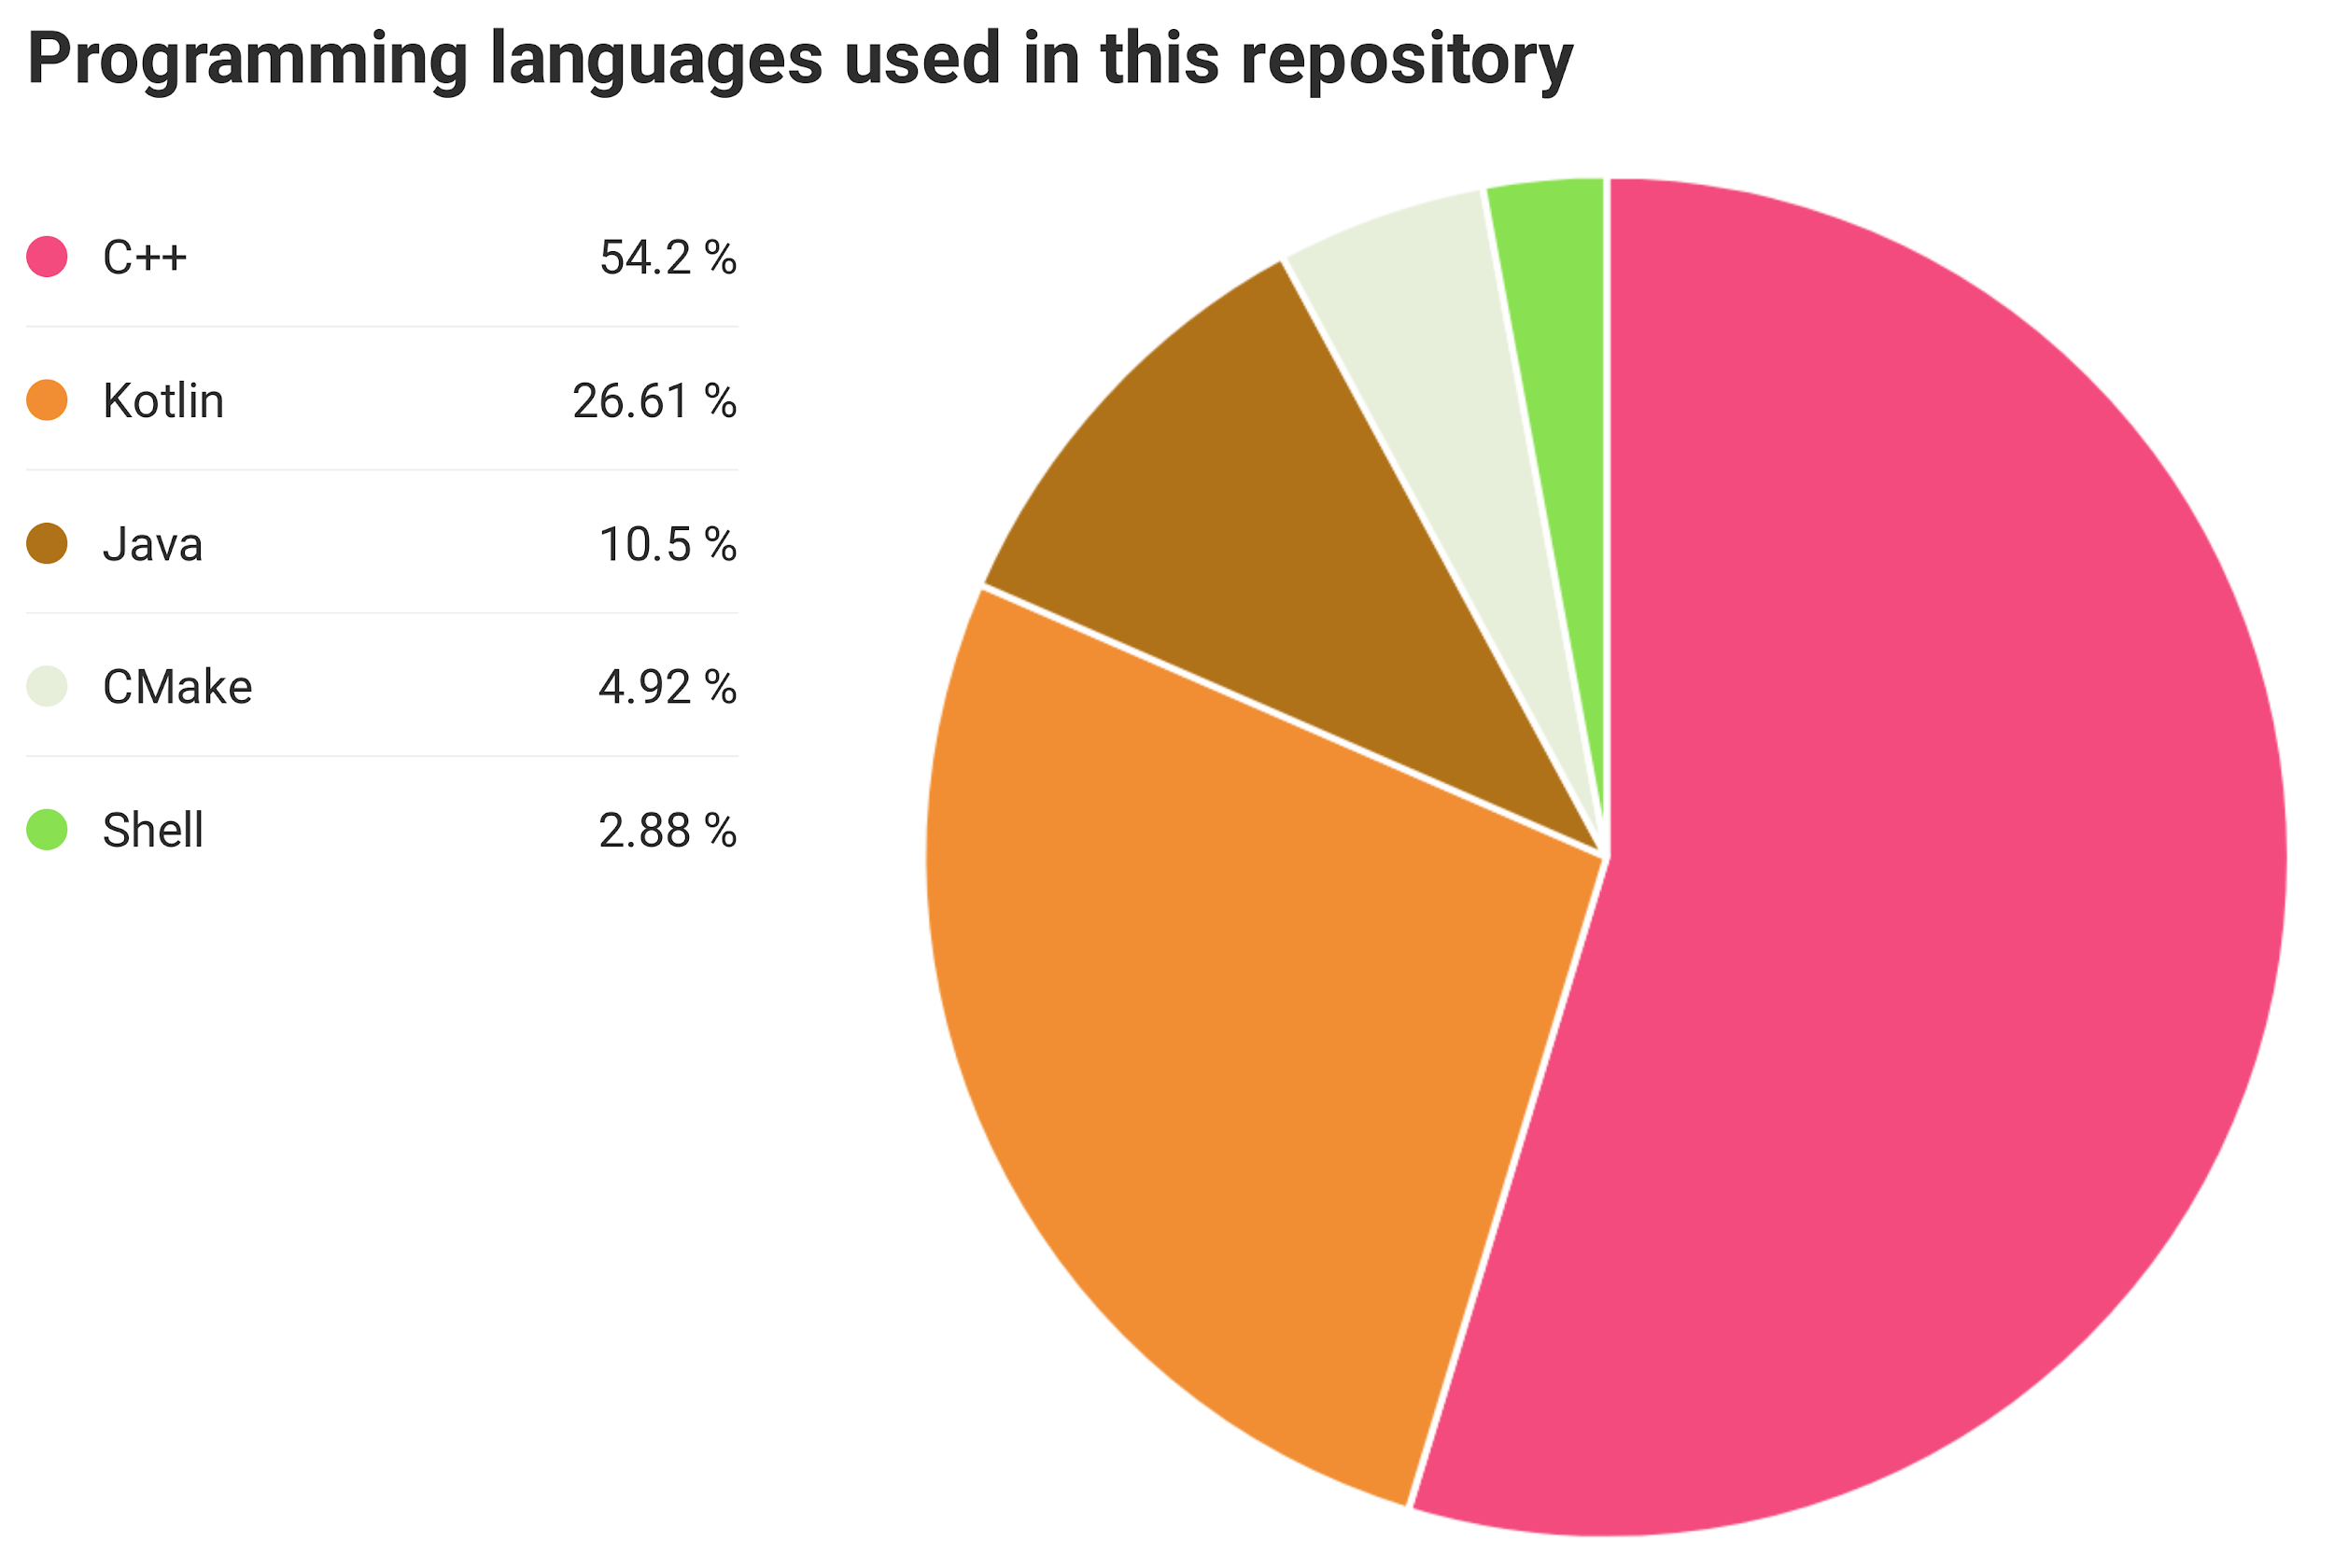 Programming languages used in this repository
C++ 54.2 %
Kotlin 26.61 %
Java 10.5 %
CMake 4.92 %
Shell 2.88 %